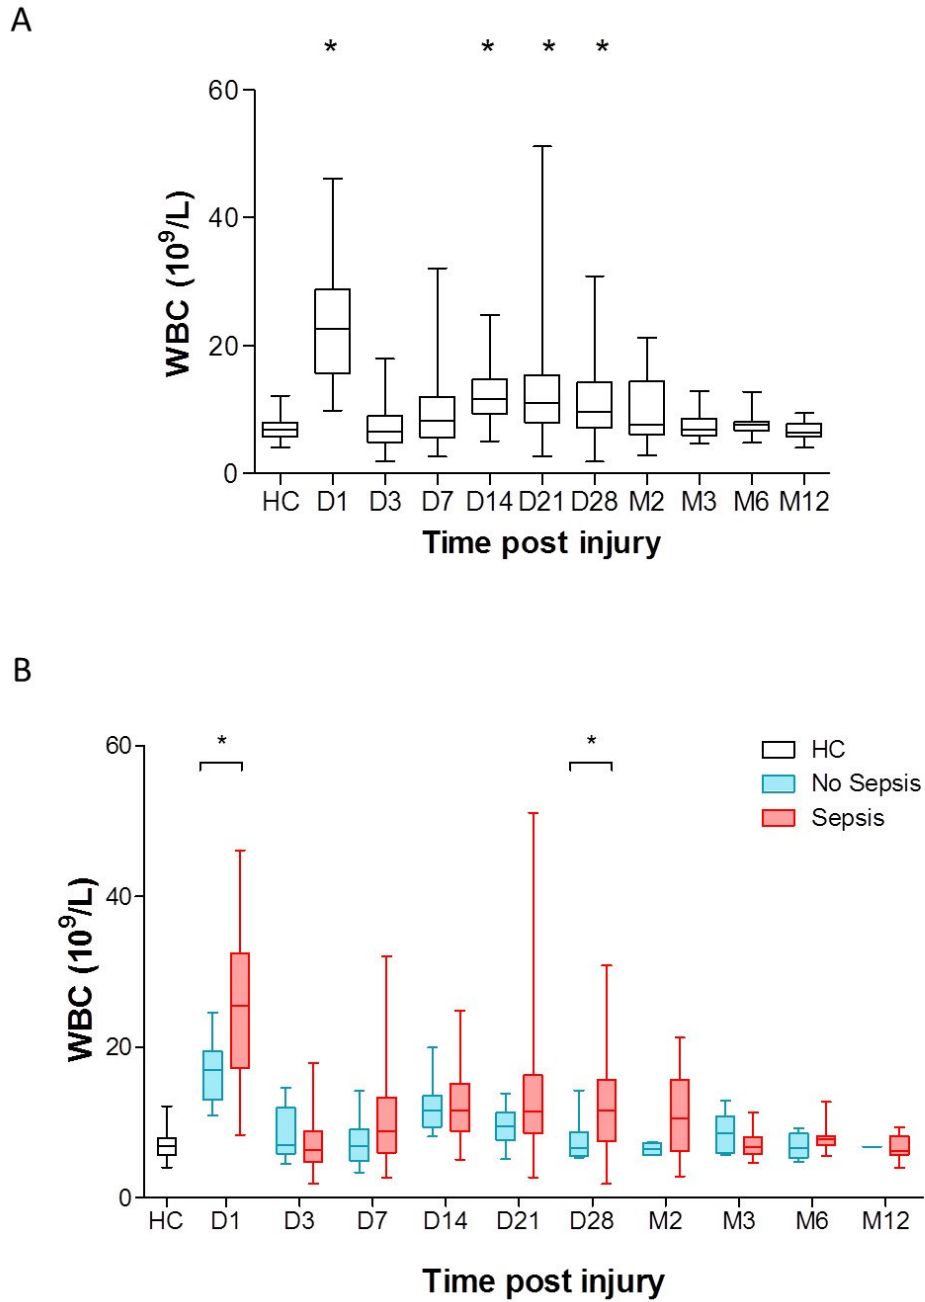 A
* * * *
60
40
20
0
WBC (10⁹/L)
HC D1 D3 D7 D14 D21 D28 M2 M3 M6 M12
Time post injury
B
* *
HC
No Sepsis
Sepsis
60
40
20
0
WBC (10⁹/L)
HC D1 D3 D7 D14 D21 D28 M2 M3 M6 M12
Time post injury